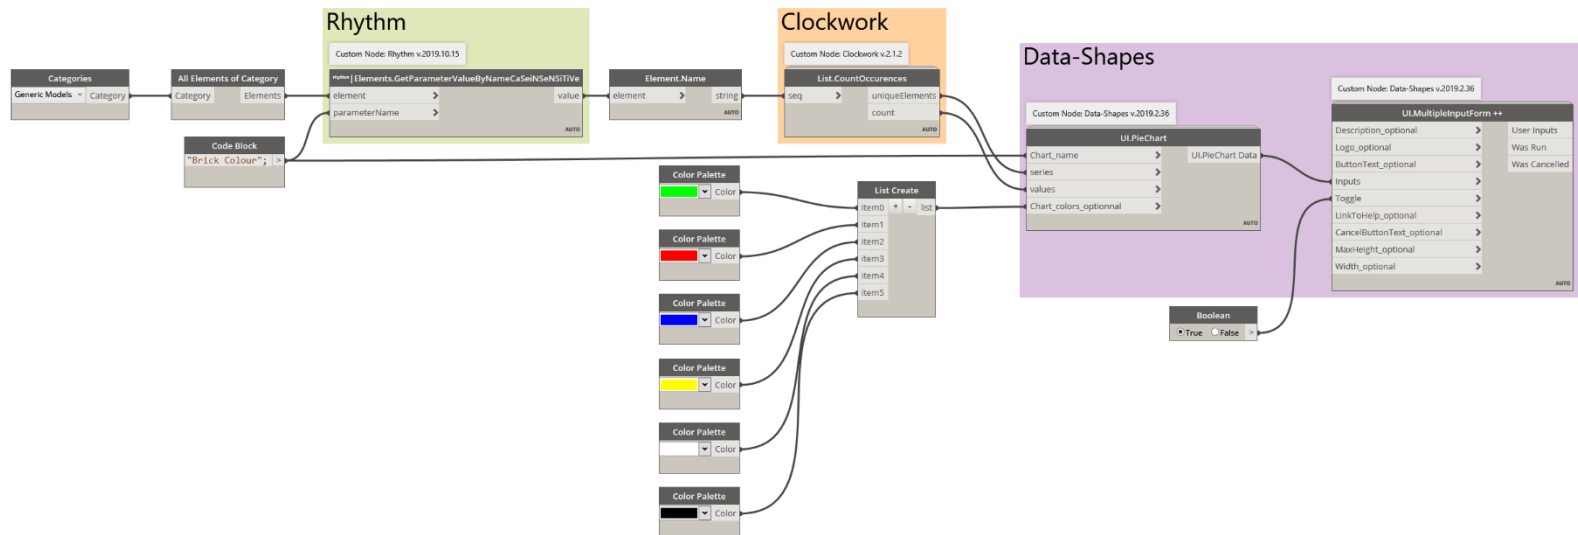 Rhythm
Custom Node: Rhythm v.2019.10.15
Clockwork
Custom Node: Clockwork v.2.1.2
Data-Shapes
Custom Node: Data-Shapes v.2019.2.36
Custom Node: Data-Shapes v.2019.2.36
Categories
Generic Models Category
All Elements of Category
Category Elements
rhythm|Elements.GetParameterValueByNameCaSeiNSeNSiTiVe
element > value
parameterName >
AUTO
Element.Name
element > string
AUTO
List.CountOccurences
seq > uniqueElements
count
AUTO
Code Block
"Brick Colour"; >
UI.PieChart
Chart_name > UI.PieChart Data
series >
values >
Chart_colors_optionnal >
AUTO
UI.MultipleInputForm ++
Description_optional > User Inputs
Logo_optional > Was Run
ButtonText_optional > Was Cancelled
Inputs >
Toggle >
LinkToHelp_optional >
CancelButtonText_optional >
MaxHeight_optional >
Width_optional >
AUTO
Color Palette
Color
Color Palette
Color
Color Palette
Color
Color Palette
Color
Color Palette
Color
Color Palette
Color
List Create
item0 + - list
item1
item2
item3
item4
item5
Boolean
True False >